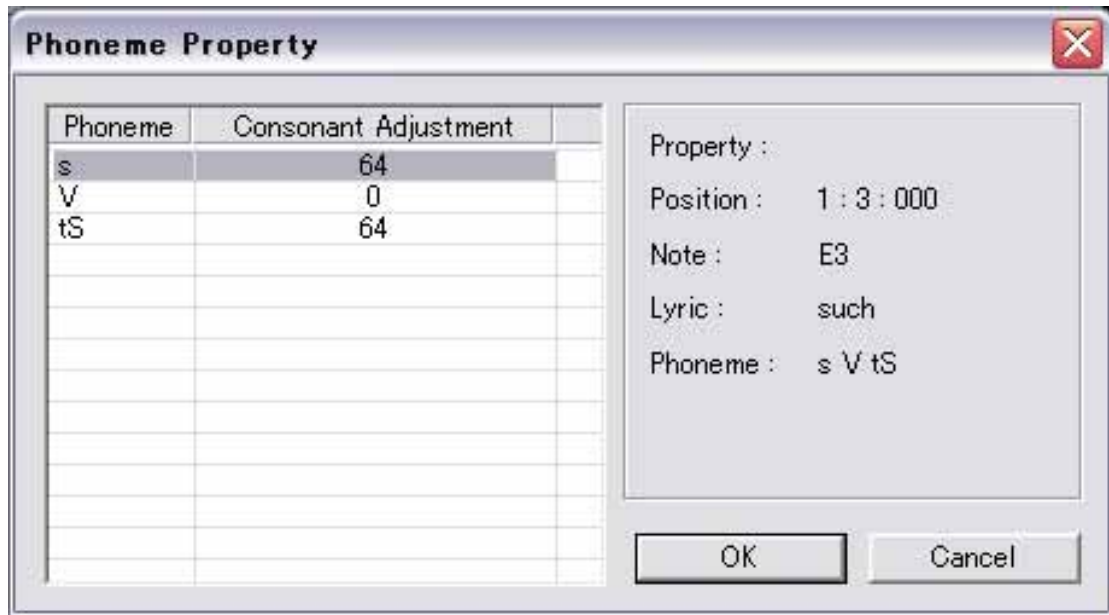 Phoneme Property
Phoneme Consonant Adjustment
s 64
V 0
tS 64
Property :
Position : 1 : 3 : 000
Note : E3
Lyric : such
Phoneme : s V tS
OK Cancel